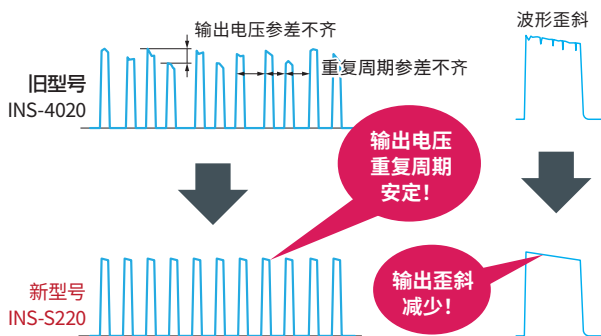 输出电压参差不齐
波形歪斜
重复周期参差不齐
旧型号
INS-4020
输出电压
重复周期
安定！
新型号
INS-S220
输出歪斜
减少！